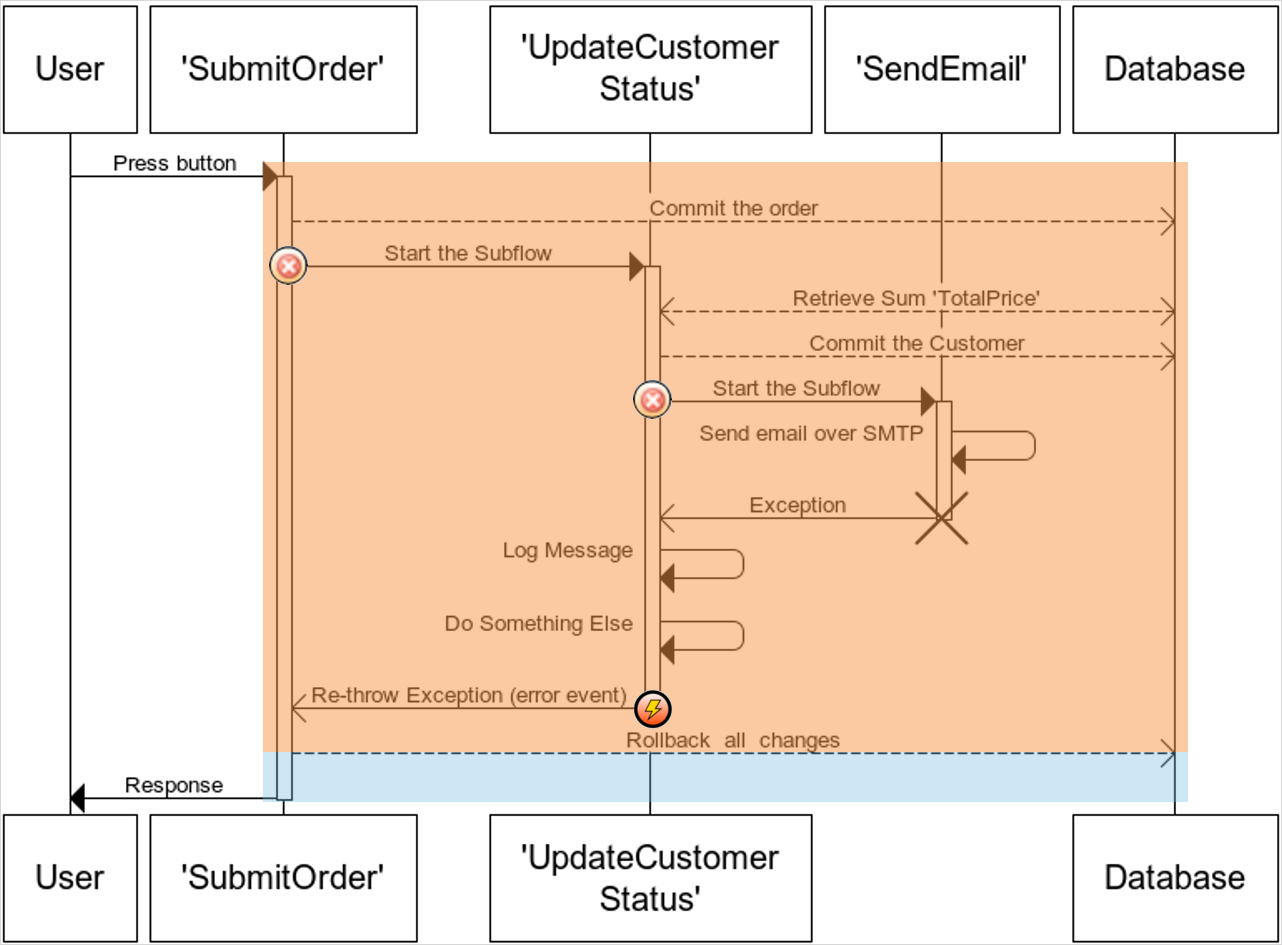 User
'SubmitOrder'
'UpdateCustomer
Status'
'SendEmail'
Database
Press button
Commit the order
Start the Subflow
Retrieve Sum 'TotalPrice'
Commit the Customer
Start the Subflow
Send email over SMTP
Exception
Log Message
Do Something Else
Re-throw Exception (error event)
Rollback all changes
Response
User
'SubmitOrder'
'UpdateCustomer
Status'
Database